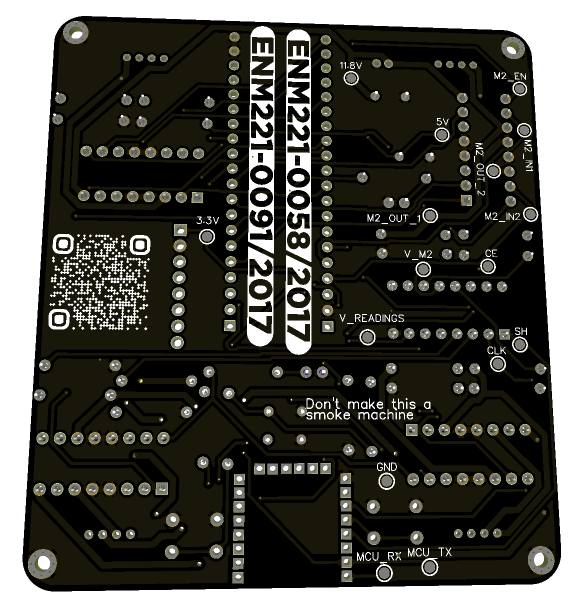 11.8V
M2_EN
5V
M2_IN1
M2_OUT_2
ENM221-0091/2017
ENM221-0058/2017
M2_OUT_1
M2_IN2
3.3V
V_M2
CE
V_READINGS
SH
CLK
Don't make this a
smoke machine
GND
MCU_RX
MCU_TX